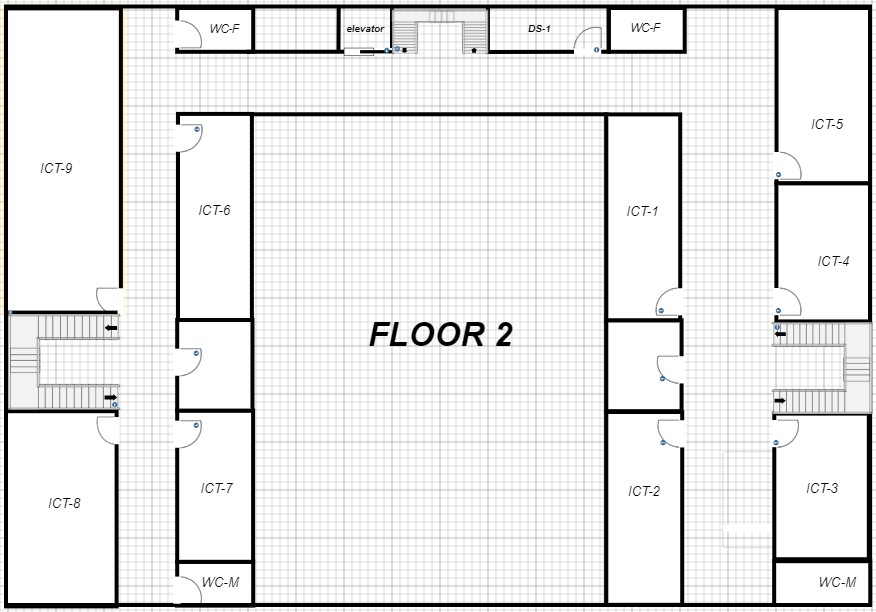 WC-F
elevator
DS-1
WC-F
ICT-5
ICT-9
ICT-6
ICT-1
ICT-4
FLOOR 2
ICT-8
ICT-7
ICT-2
ICT-3
WC-M
WC-M